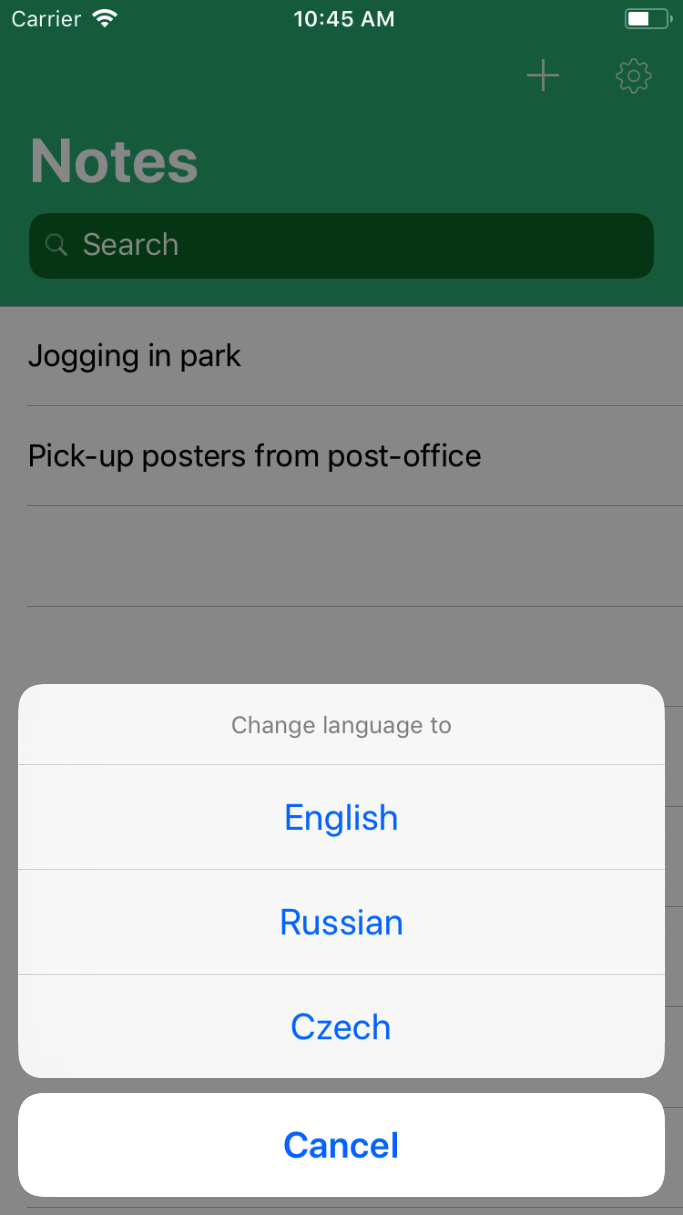 Carrier 10:45 AM
Notes
Search
Jogging in park
Pick-up posters from post-office
Change language to
English
Russian
Czech
Cancel